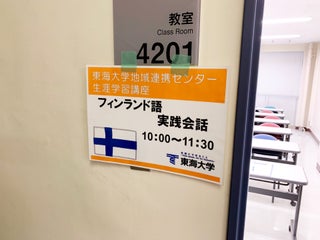 教室
Class Room
4201
東海大学地域連携センター
生涯学習講座
フィンランド語
実践会話
10:00～11:30
東海大学